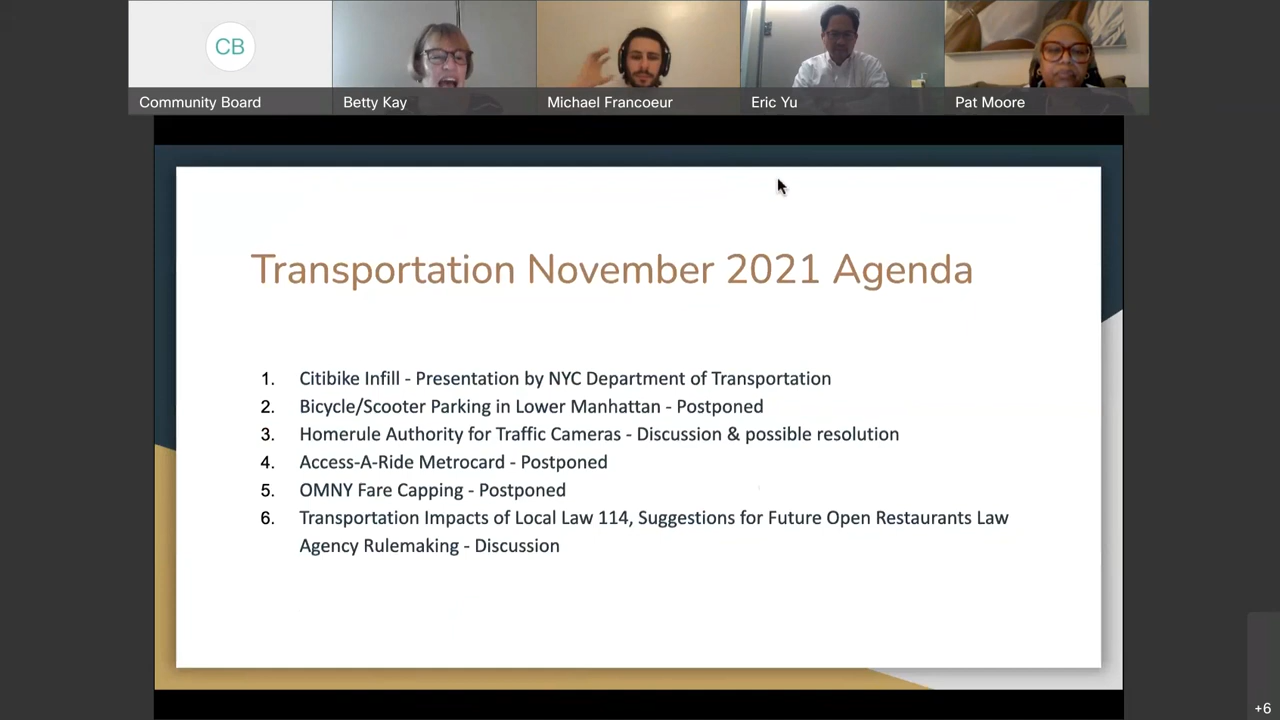 CB
Community Board
Betty Kay
Michael Francoeur
Eric Yu
Pat Moore
Transportation November 2021 Agenda
1. Citibike Infill - Presentation by NYC Department of Transportation
2. Bicycle/Scooter Parking in Lower Manhattan - Postponed
3. Homerule Authority for Traffic Cameras - Discussion & possible resolution
4. Access-A-Ride Metrocard - Postponed
5. OMNY Fare Capping - Postponed
6. Transportation Impacts of Local Law 114, Suggestions for Future Open Restaurants Law
Agency Rulemaking - Discussion
+6